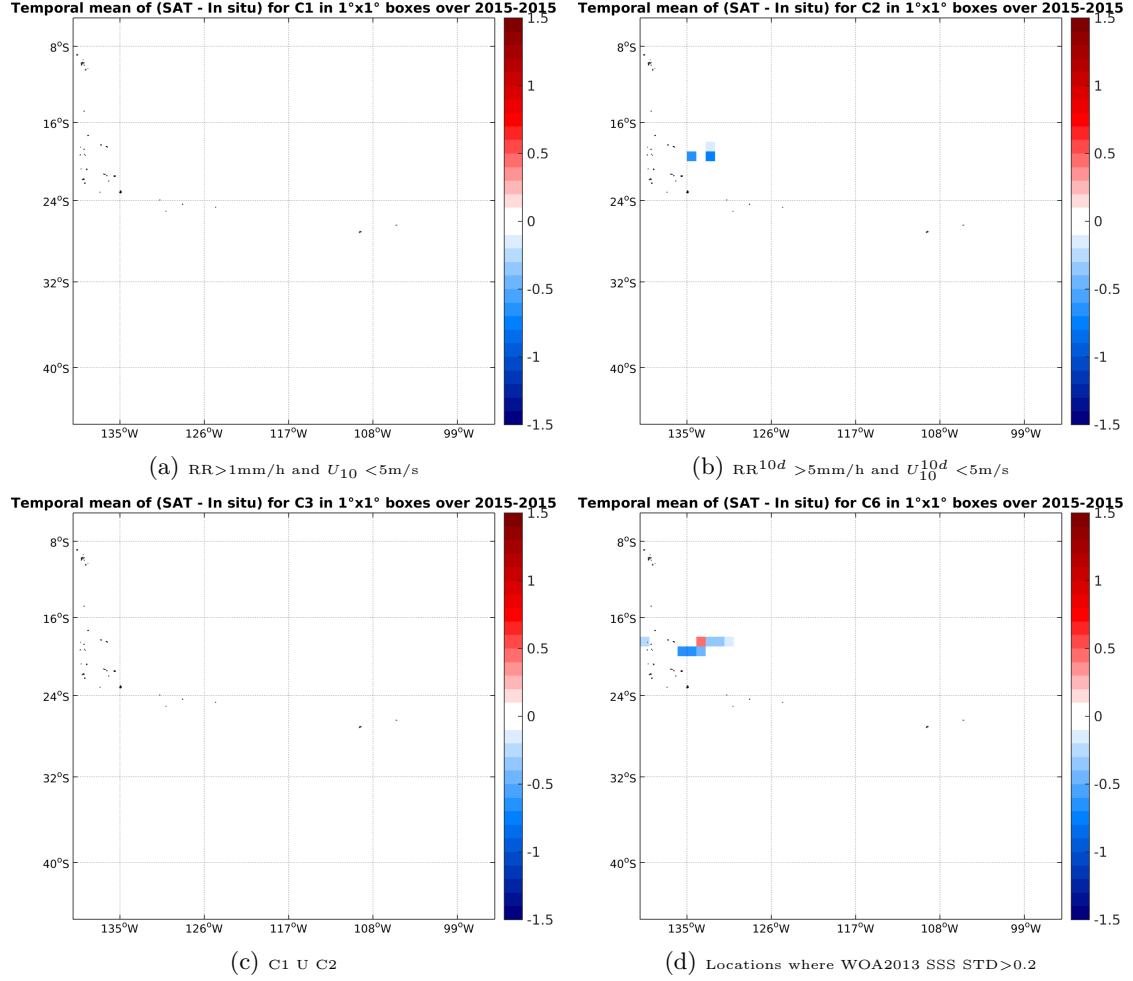 Temporal mean of (SAT - In situ) for C1 in 1°x1° boxes over 2015-2015
8°S
16°S
24°S
32°S
40°S
135°W 126°W 117°W 108°W 99°W
1.5
1
0.5
0
-0.5
-1
-1.5
(a) RR>1mm/h and U10 <5m/s
Temporal mean of (SAT - In situ) for C2 in 1°x1° boxes over 2015-2015
8°S
16°S
24°S
32°S
40°S
135°W 126°W 117°W 108°W 99°W
1.5
1
0.5
0
-0.5
-1
-1.5
(b) RR10d >5mm/h and U10 10d <5m/s
Temporal mean of (SAT - In situ) for C3 in 1°x1° boxes over 2015-2015
8°S
16°S
24°S
32°S
40°S
135°W 126°W 117°W 108°W 99°W
1.5
1
0.5
0
-0.5
-1
-1.5
(c) C1 U C2
Temporal mean of (SAT - In situ) for C6 in 1°x1° boxes over 2015-2015
8°S
16°S
24°S
32°S
40°S
135°W 126°W 117°W 108°W 99°W
1.5
1
0.5
0
-0.5
-1
-1.5
(d) Locations where WOA2013 SSS STD>0.2